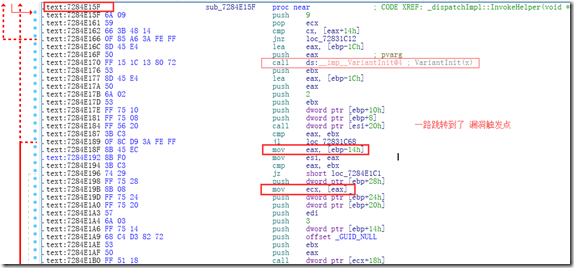 .text:7284E15F sub_7284E15F proc near ; CODE XREF: _dispatchImpl::InvokeHelper(void *
.text:7284E15F 6A 09 push 9
.text:7284E161 59 pop ecx
.text:7284E162 66 3B 48 14 cmp cx, [eax+14h]
.text:7284E166 0F 85 A6 3A FE FF jnz loc_72831C12
.text:7284E16C 8D 45 E4 lea eax, [ebp-1Ch]
.text:7284E16F 50 push eax ; pvarg
.text:7284E170 FF 15 1C 13 80 72 call ds:__imp__VariantInit@4 ; VariantInit(x)
.text:7284E176 53 push ebx
.text:7284E177 8D 45 E4 lea eax, [ebp-1Ch]
.text:7284E17A 50 push eax
.text:7284E17B 6A 02 push 2
.text:7284E17D 53 push ebx
.text:7284E17E FF 75 10 push dword ptr [ebp+10h]
.text:7284E181 FF 75 08 push dword ptr [ebp+8]
.text:7284E184 FF 56 20 call dword ptr [esi+20h]
一路跳转到了 漏洞触发点
.text:7284E187 3B C3 cmp eax, ebx
.text:7284E189 0F 8C D9 3A FE FF jl loc_72831C68
.text:7284E18F 8B 45 EC mov eax, [ebp-14h]
.text:7284E192 8B F0 mov esi, eax
.text:7284E194 3B C3 cmp eax, ebx
.text:7284E196 74 29 jz short loc_7284E1C1
.text:7284E198 FF 75 28 push dword ptr [ebp+28h]
.text:7284E19B 8B 08 mov ecx, [eax]
.text:7284E19D FF 75 24 push dword ptr [ebp+24h]
.text:7284E1A0 FF 75 20 push dword ptr [ebp+20h]
.text:7284E1A3 57 push edi
.text:7284E1A4 6A 03 push 3
.text:7284E1A6 FF 75 14 push dword ptr [ebp+14h]
.text:7284E1A9 68 C4 D3 82 72 push offset _GUID_NULL
.text:7284E1AE 53 push ebx
.text:7284E1AF 50 push eax
.text:7284E1B0 FF 51 18 call dword ptr [ecx+18h]